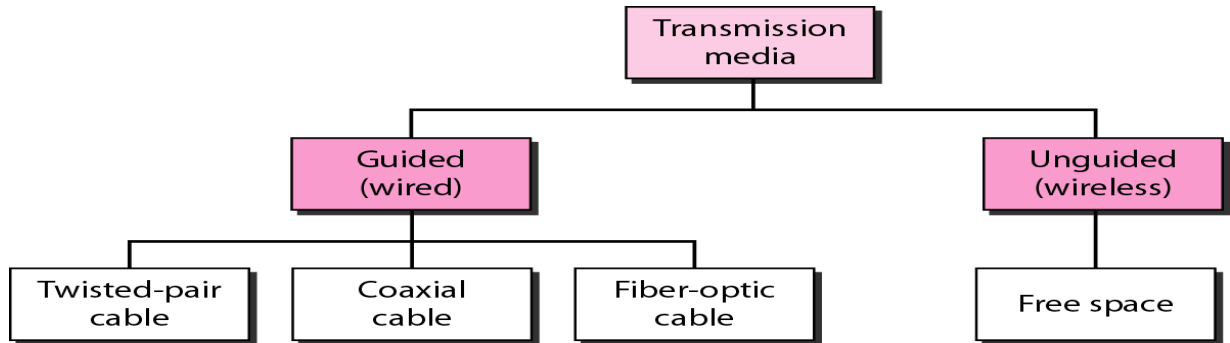 Transmission
media
Guided
(wired)
Unguided
(wireless)
Twisted-pair
cable
Coaxial
cable
Fiber-optic
cable
Free space